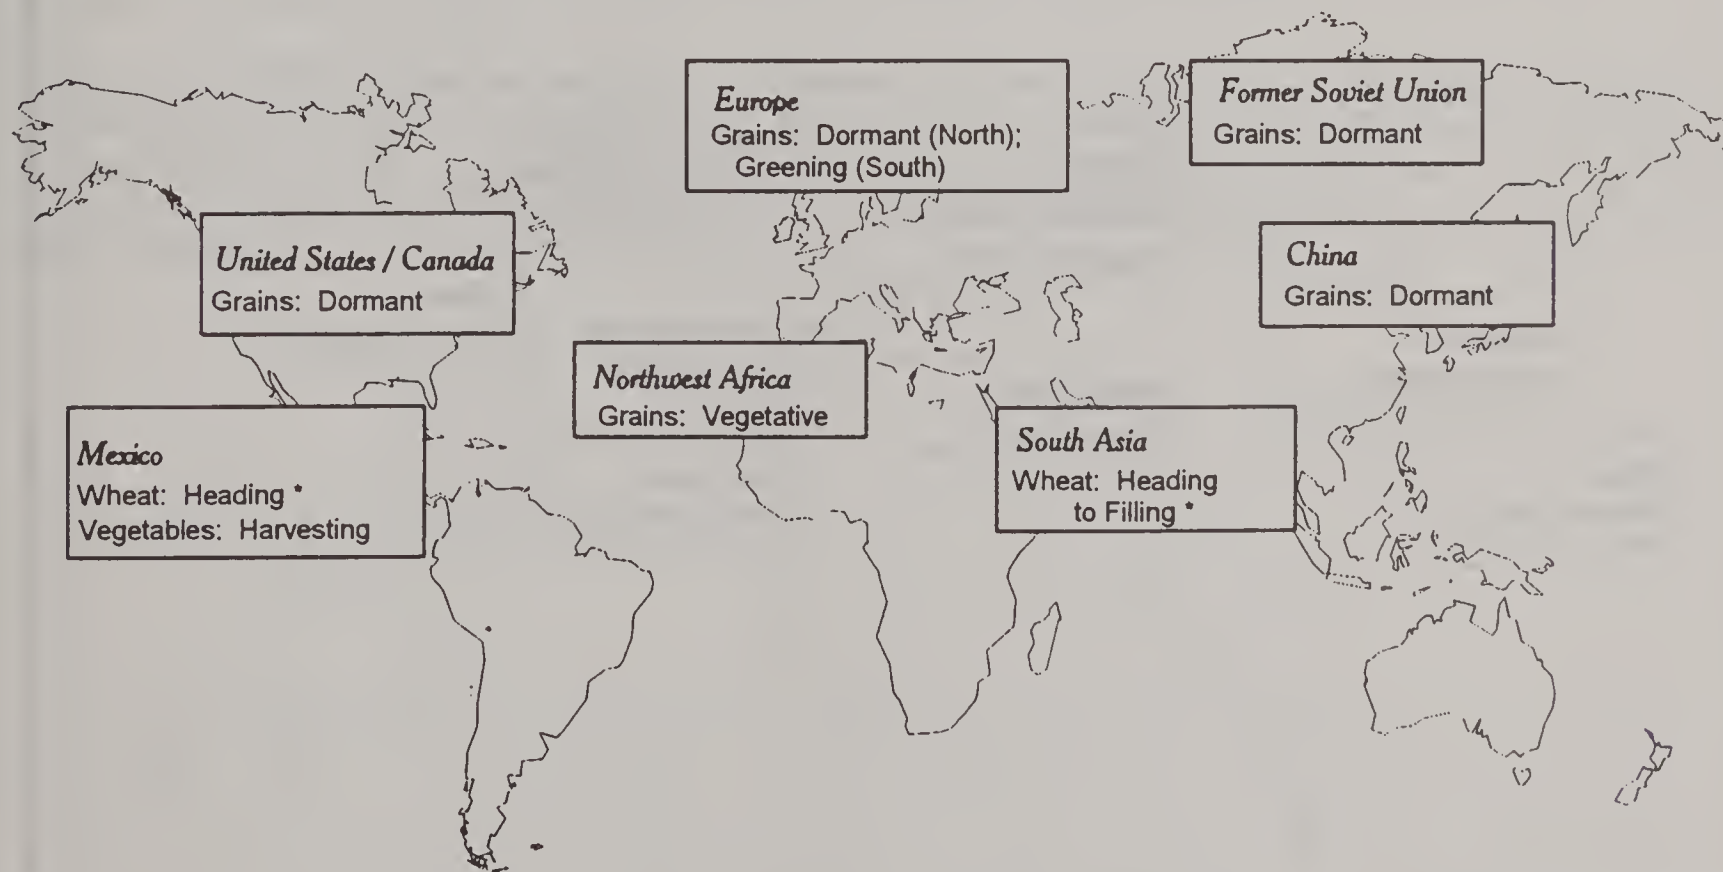 Europe
Grains: Dormant (North);
Greening (South)
Former Soviet Union
Grains: Dormant
United States / Canada
Grains: Dormant
China
Grains: Dormant
Northwest Africa
Grains: Vegetative
Mexico
Wheat: Heading *
Vegetables: Harvesting
South Asia
Wheat: Heading
to Filling *